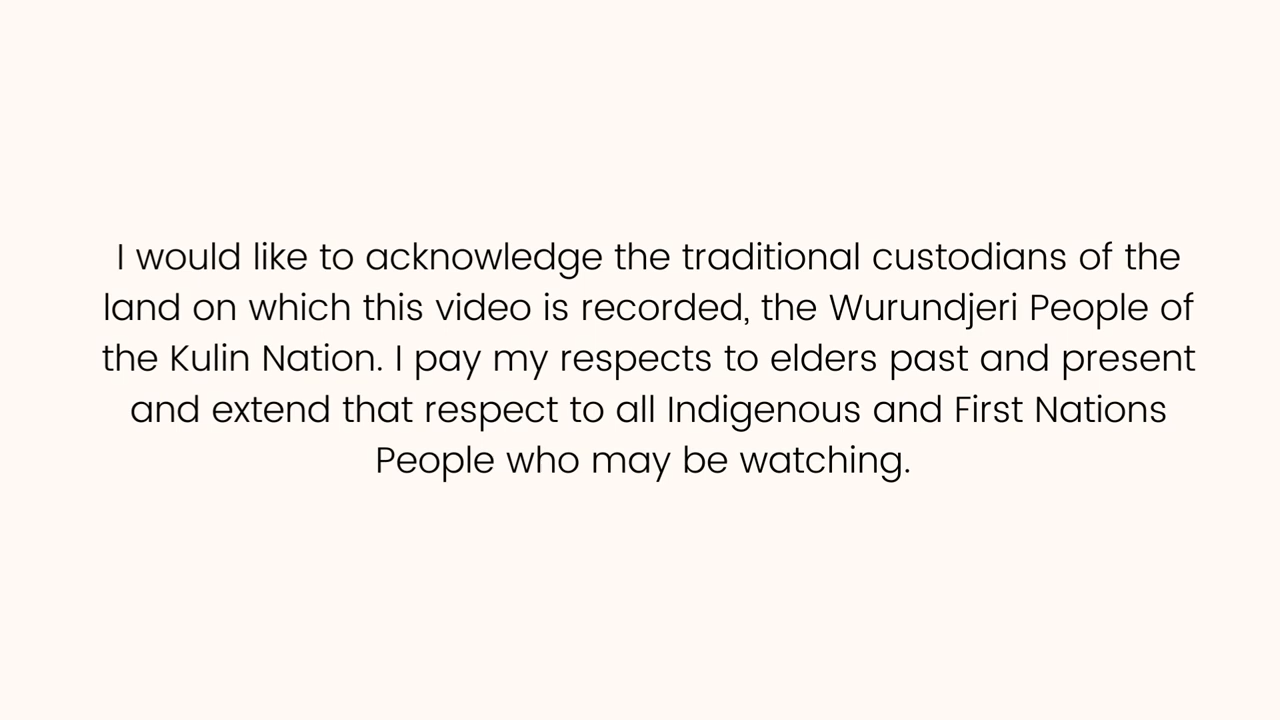 I would like to acknowledge the traditional custodians of the
land on which this video is recorded, the Wurundjeri People of
the Kulin Nation. I pay my respects to elders past and present
and extend that respect to all Indigenous and First Nations
People who may be watching.